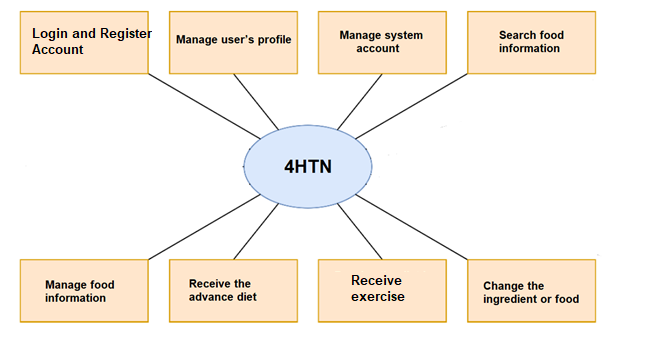 Login and Register
Account
Manage user's profile
Manage system
account
Search food
information
4HTN
Manage food
information
Receive the
advance diet
Receive
exercise
Change the
ingredient or food